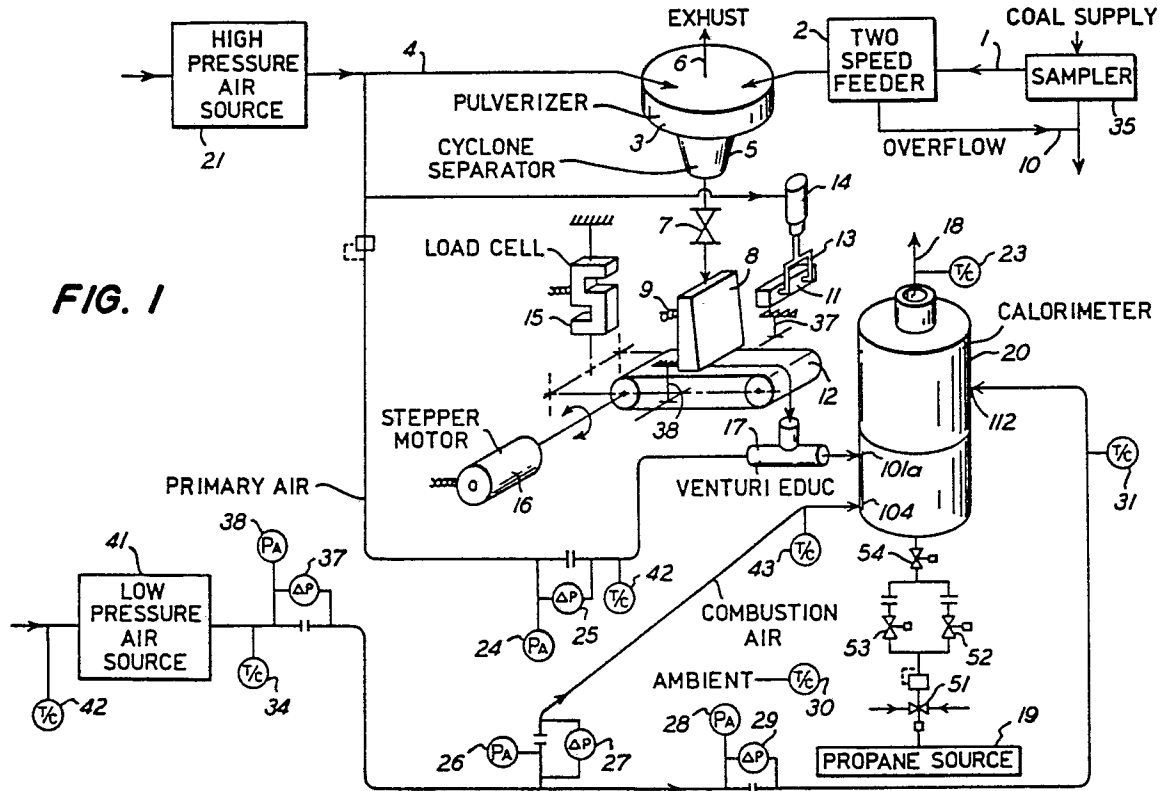 EXHUST
COAL SUPPLY
HIGH
PRESSURE
AIR
SOURCE
21
4
6
2
TWO
SPEED
FEEDER
1
SAMPLER
35
PULVERIZER
3
5
CYCLONE
SEPARATOR
OVERFLOW
10
14
7
13
LOAD CELL
8
9
11
15
37
18
T/C
23
FIG. 1
CALORIMETER
20
12
38
112
STEPPER
MOTOR
16
17
VENTURI EDUC
101a
104
T/C
31
PRIMARY AIR
38
PA
41
37
ΔP
LOW
PRESSURE
AIR
SOURCE
T/C
34
T/C
42
24
PA
ΔP
25
T/C
42
43
T/C
COMBUSTION
AIR
54
53
52
AMBIENT
T/C
30
51
26
PA
ΔP
27
28
PA
29
ΔP
19
PROPANE SOURCE